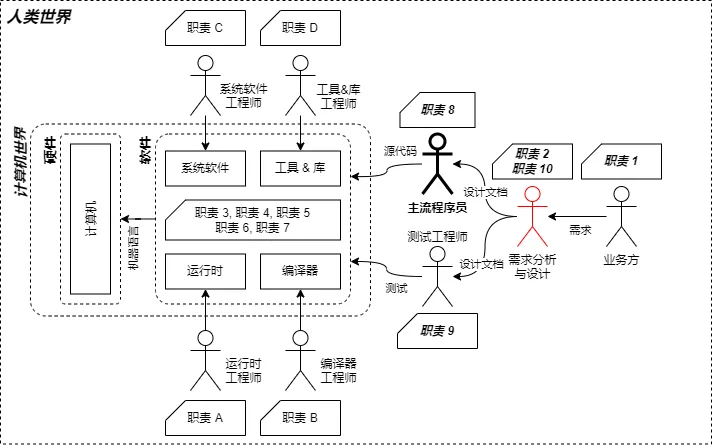 人类世界
职责 C
职责 D
系统软件
工程师
工具&库
工程师
计算机世界
硬件
软件
计算机
机器语言
系统软件
工具 & 库
职责 3, 职责 4, 职责 5
职责 6, 职责 7
运行时
编译器
源代码
职责 8
主流程序员
设计文档
职责 2
职责 10
职责 1
需求
需求分析
与设计
业务方
测试工程师
设计文档
测试
职责 9
运行时
工程师
编译器
工程师
职责 A
职责 B